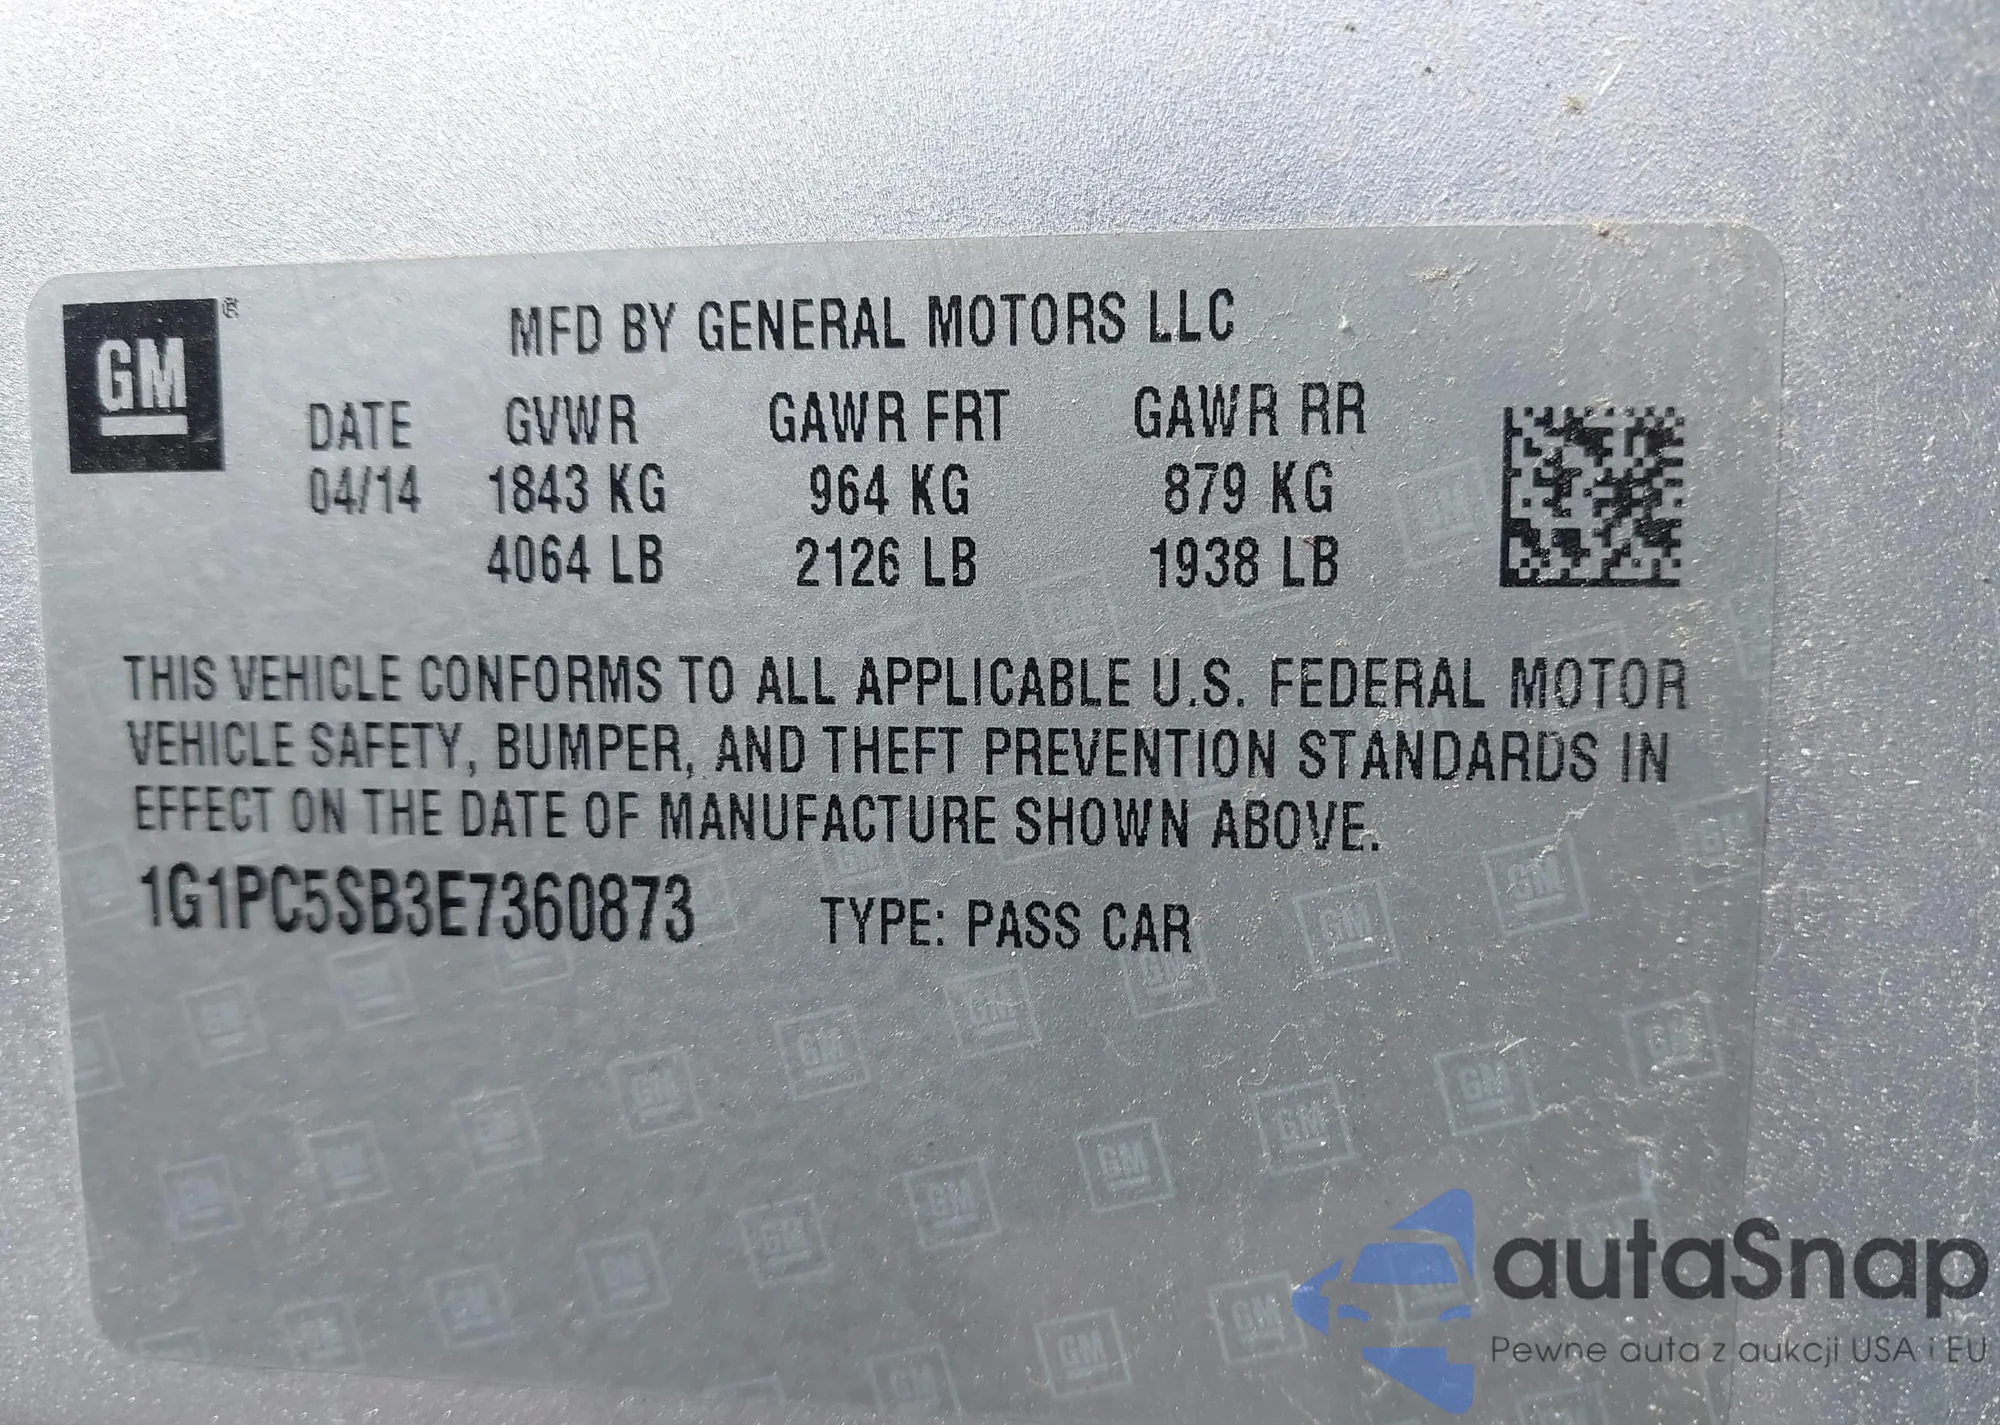 GM ®
MFD BY GENERAL MOTORS LLC
DATE GVWR GAWR FRT GAWR RR
04/14 1843 KG 964 KG 879 KG
4064 LB 2126 LB 1938 LB
THIS VEHICLE CONFORMS TO ALL APPLICABLE U.S. FEDERAL MOTOR
VEHICLE SAFETY, BUMPER, AND THEFT PREVENTION STANDARDS IN
EFFECT ON THE DATE OF MANUFACTURE SHOWN ABOVE.
1G1PC5SB3E7360873 TYPE: PASS CAR
autaSnap
Pewne auta z aukcji USA i EU